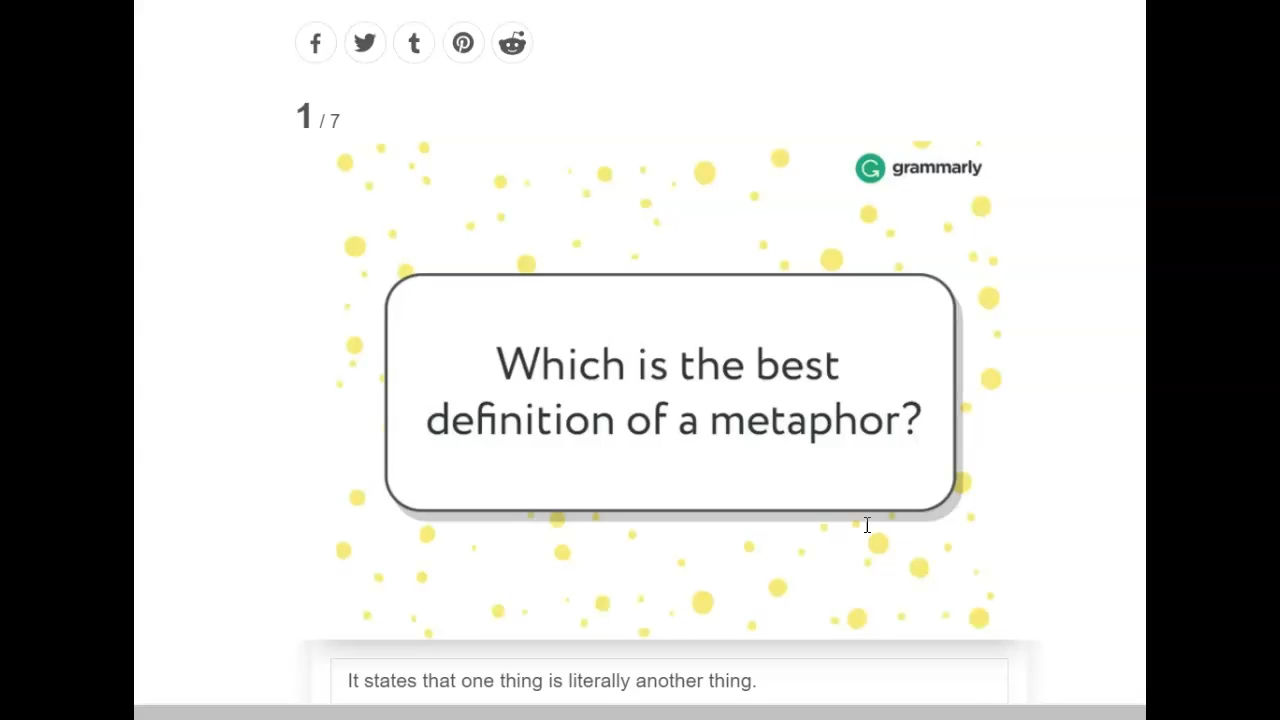 1 / 7
grammarly
Which is the best
definition of a metaphor?
It states that one thing is literally another thing.